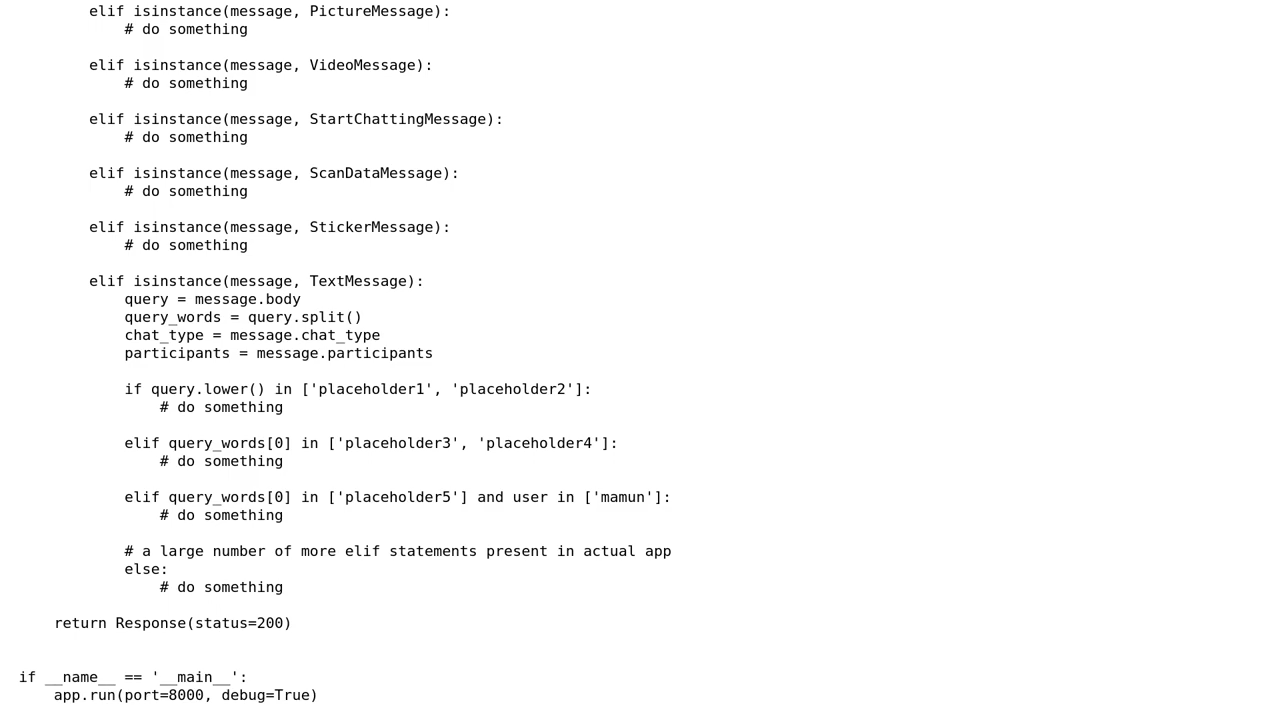 elif isinstance(message, PictureMessage):
            # do something

        elif isinstance(message, VideoMessage):
            # do something

        elif isinstance(message, StartChattingMessage):
            # do something

        elif isinstance(message, ScanDataMessage):
            # do something

        elif isinstance(message, StickerMessage):
            # do something

        elif isinstance(message, TextMessage):
            query = message.body
            query_words = query.split()
            chat_type = message.chat_type
            participants = message.participants

            if query.lower() in ['placeholder1', 'placeholder2']:
                # do something

            elif query_words[0] in ['placeholder3', 'placeholder4']:
                # do something

            elif query_words[0] in ['placeholder5'] and user in ['mamun']:
                # do something

            # a large number of more elif statements present in actual app
            else:
                # do something

    return Response(status=200)


if __name__ == '__main__':
    app.run(port=8000, debug=True)